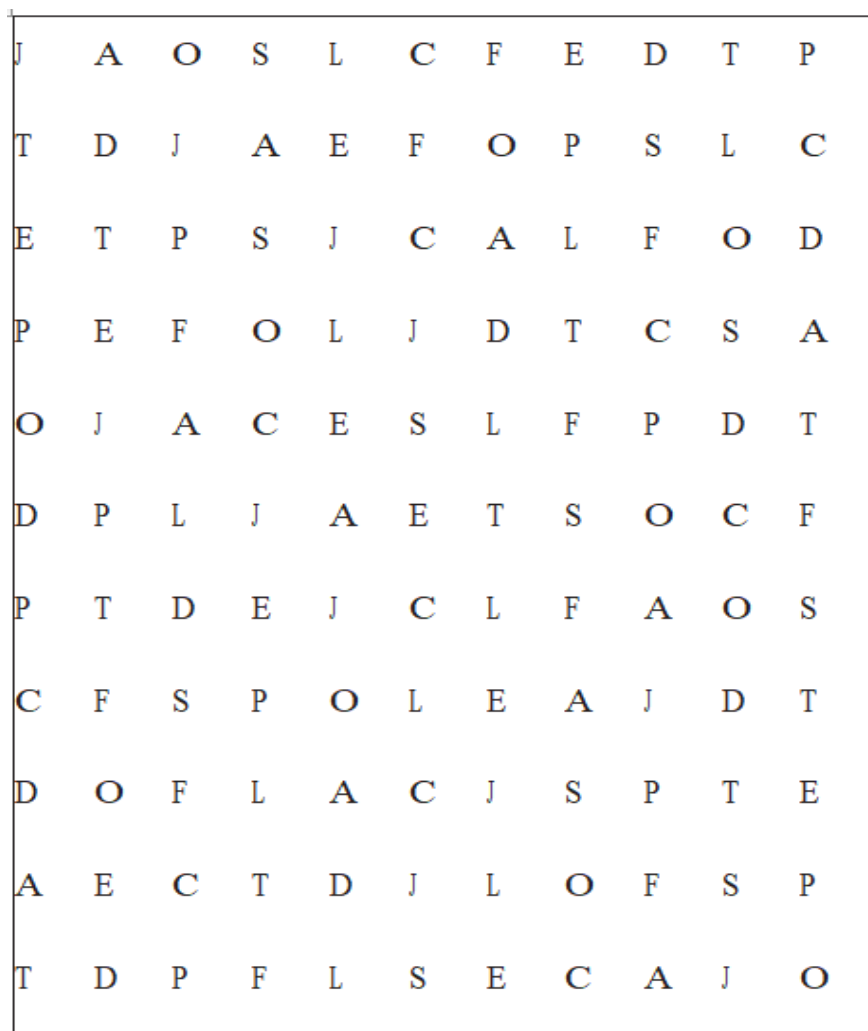 J A O S L C F E D T P
T D J A E F O P S L C
E T P S J C A L F O D
P E F O L J D T C S A
O J A C E S L F P D T
D P L J A E T S O C F
P T D E J C L F A O S
C F S P O L E A J D T
D O F L A C J S P T E
A E C T D J L O F S P
T D P F L S E C A J O